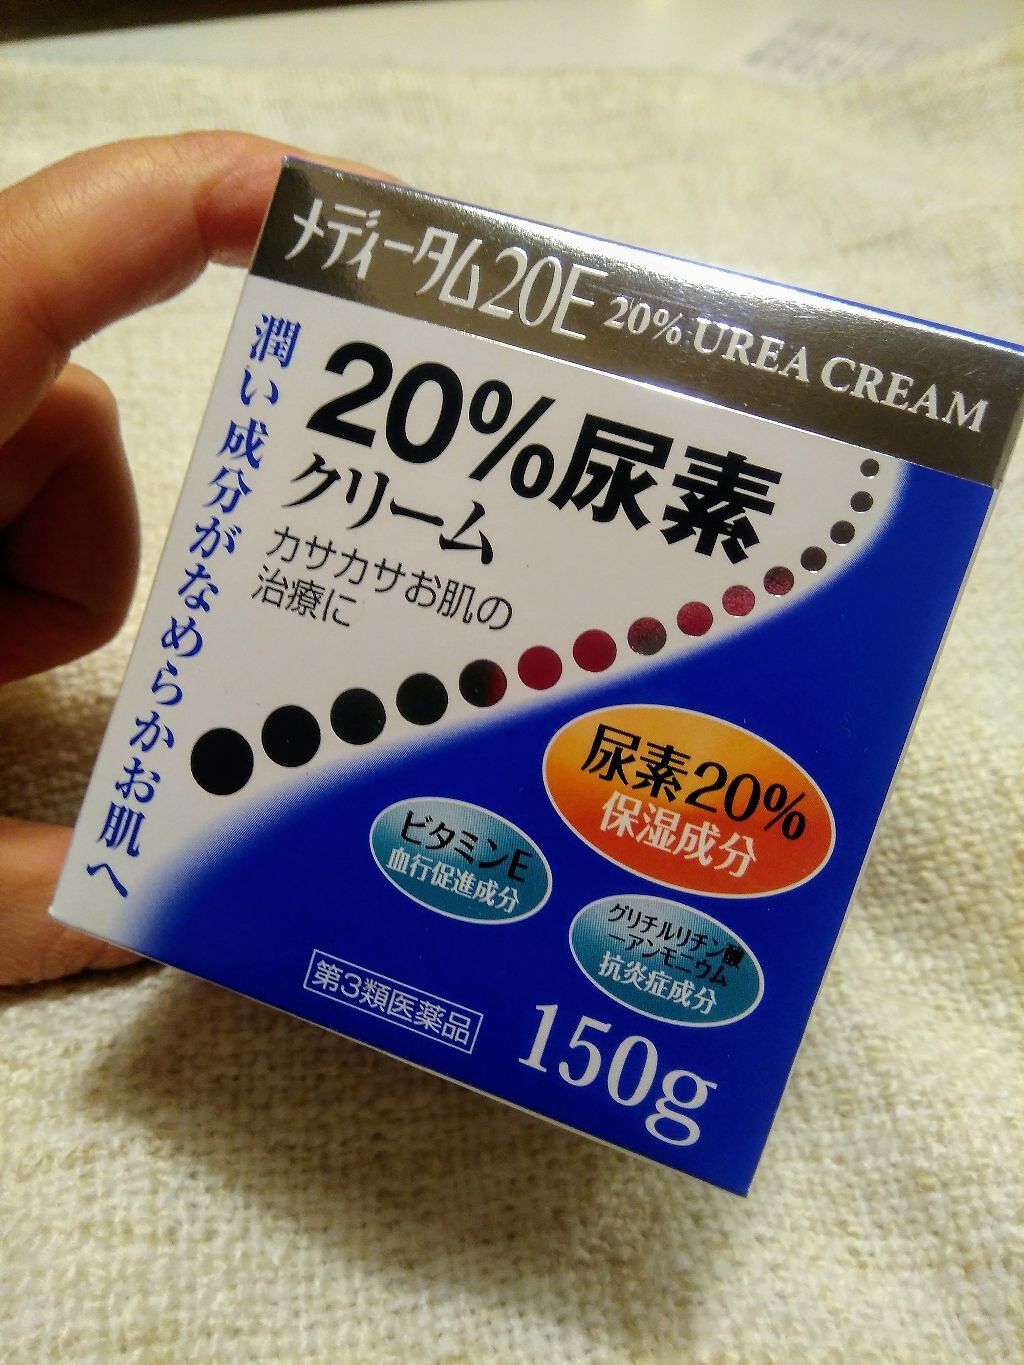 メディータム20E 20% UREA CREAM
潤い成分がなめらかお肌へ
20%尿素
クリーム
カサカサお肌の
治療に
尿素20%
保湿成分
ビタミンE
血行促進成分
グリチルリチン酸
一アンモニウム
抗炎症成分
第3類医薬品
150g